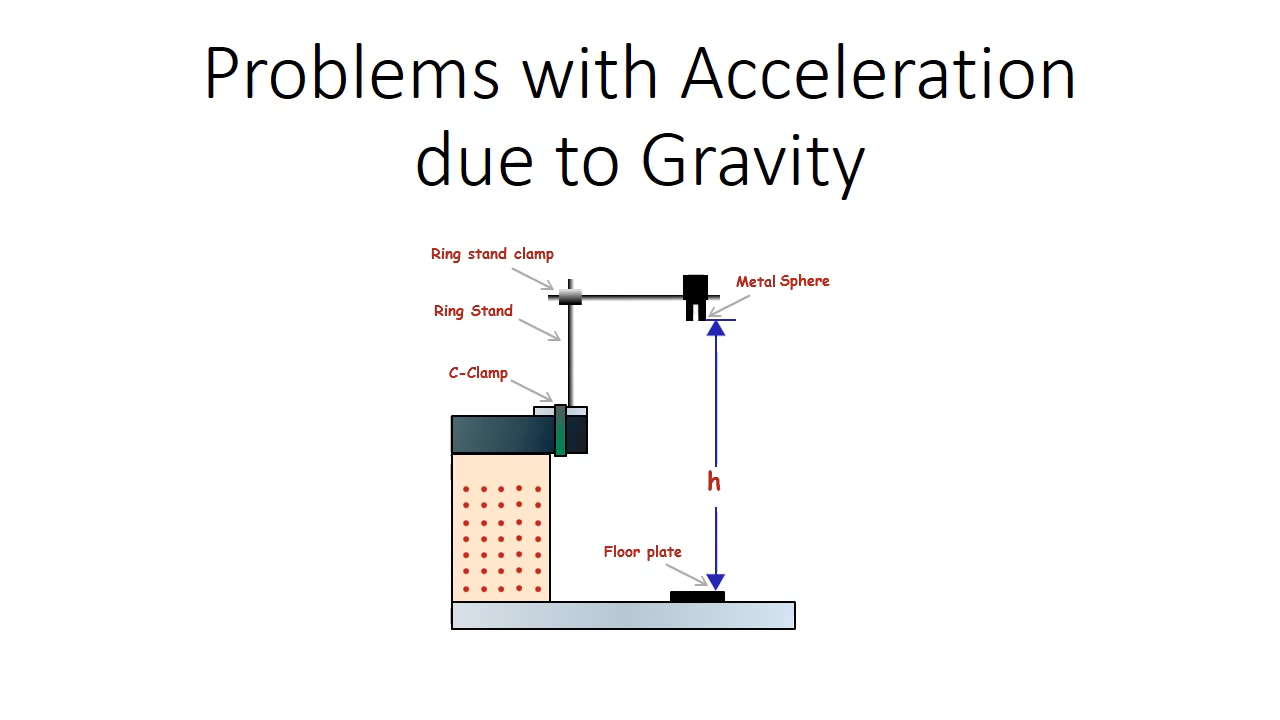 Problems with Acceleration
due to Gravity
Ring stand clamp
Metal Sphere
Ring Stand
C-Clamp
h
Floor plate